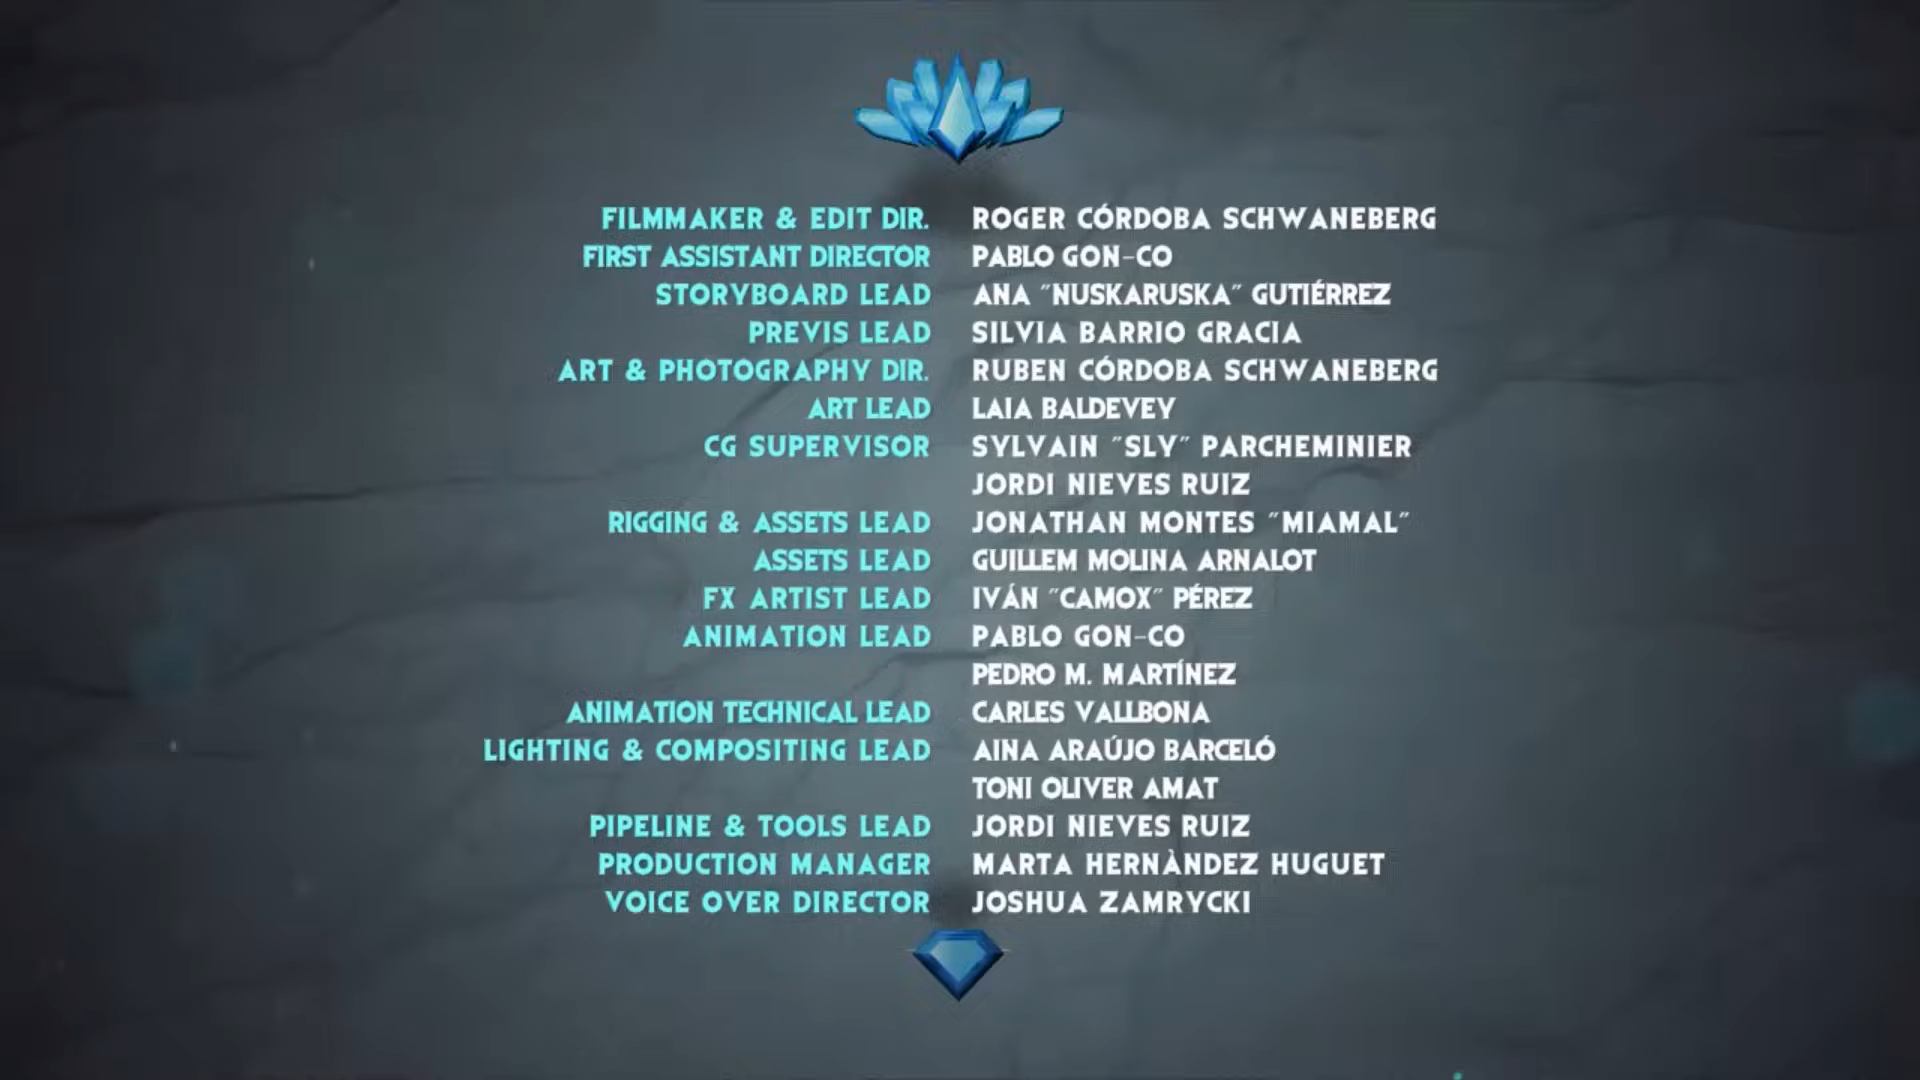 FILMMAKER & EDIT DIR. ROGER CÓRDOBA SCHWANEBERG
FIRST ASSISTANT DIRECTOR PABLO GON-CO
STORYBOARD LEAD ANA "NUSKARUSKA" GUTIÉRREZ
PREVIS LEAD SILVIA BARRIO GRACIA
ART & PHOTOGRAPHY DIR. RUBEN CÓRDOBA SCHWANEBERG
ART LEAD LAIA BALDEVEY
CG SUPERVISOR SYLVAIN "SLY" PARCHEMINIER
JORDI NIEVES RUIZ
RIGGING & ASSETS LEAD JONATHAN MONTES "MIAMAL"
ASSETS LEAD GUILLEM MOLINA ARNALOT
FX ARTIST LEAD IVÁN "CAMOX" PÉREZ
ANIMATION LEAD PABLO GON-CO
PEDRO M. MARTÍNEZ
ANIMATION TECHNICAL LEAD CARLES VALLBONA
LIGHTING & COMPOSITING LEAD AINA ARAÚJO BARCELÓ
TONI OLIVER AMAT
PIPELINE & TOOLS LEAD JORDI NIEVES RUIZ
PRODUCTION MANAGER MARTA HERNÀNDEZ HUGUET
VOICE OVER DIRECTOR JOSHUA ZAMRYCKI